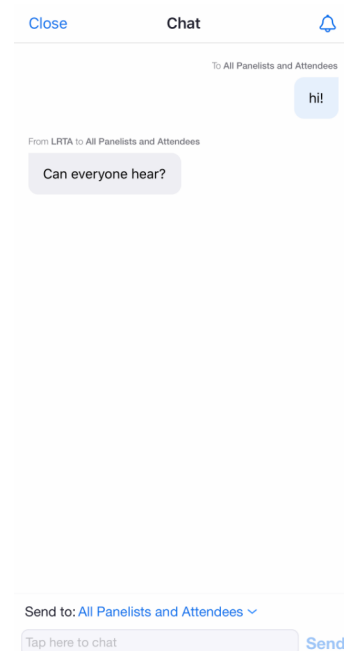 Close Chat
To All Panelists and Attendees
hi!
From LRTA to All Panelists and Attendees
Can everyone hear?
Send to: All Panelists and Attendees
Tap here to chat Send